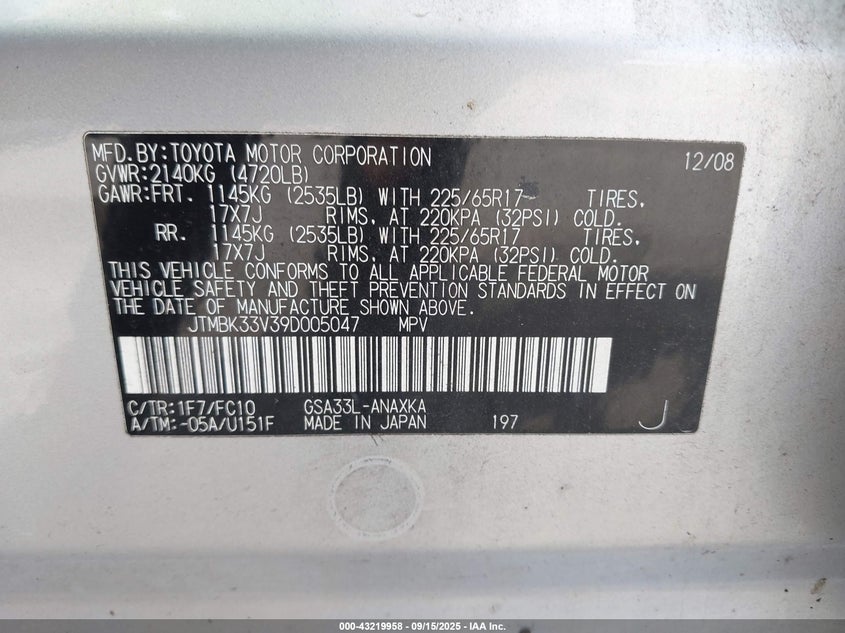 MFD.BY:TOYOTA MOTOR CORPORATION 12/08
GVWR:2140KG (4720LB)
GAWR:FRT. 1145KG (2535LB) WITH 225/65R17 TIRES,
17X7J RIMS, AT 220KPA (32PSI) COLD.
RR. 1145KG (2535LB) WITH 225/65R17 TIRES,
17X7J RIMS, AT 220KPA (32PSI) COLD.
THIS VEHICLE CONFORMS TO ALL APPLICABLE FEDERAL MOTOR
VEHICLE SAFETY AND THEFT PREVENTION STANDARDS IN EFFECT ON
THE DATE OF MANUFACTURE SHOWN ABOVE.
JTMBK33V39D005047 MPV
C/TR:1F7/FC10 GSA33L-ANAXKA
A/TM:-05A/U151F MADE IN JAPAN 197 J
000-43219958 - 09/15/2025 - IAA Inc.